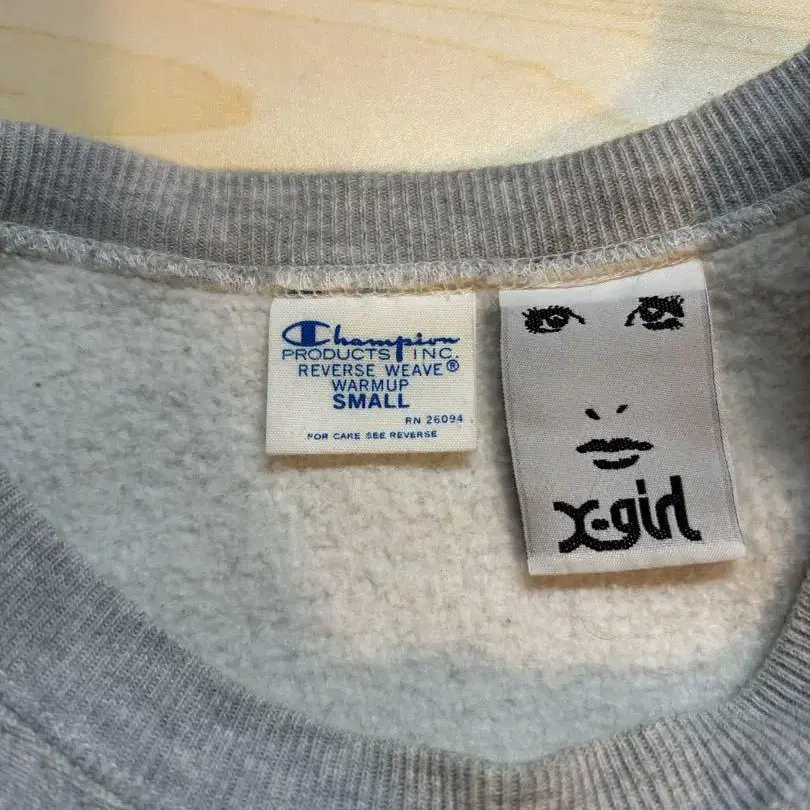 Champion
PRODUCTS INC.
REVERSE WEAVE®
WARMUP
SMALL
RN 26094
FOR CARE SEE REVERSE
X-girl